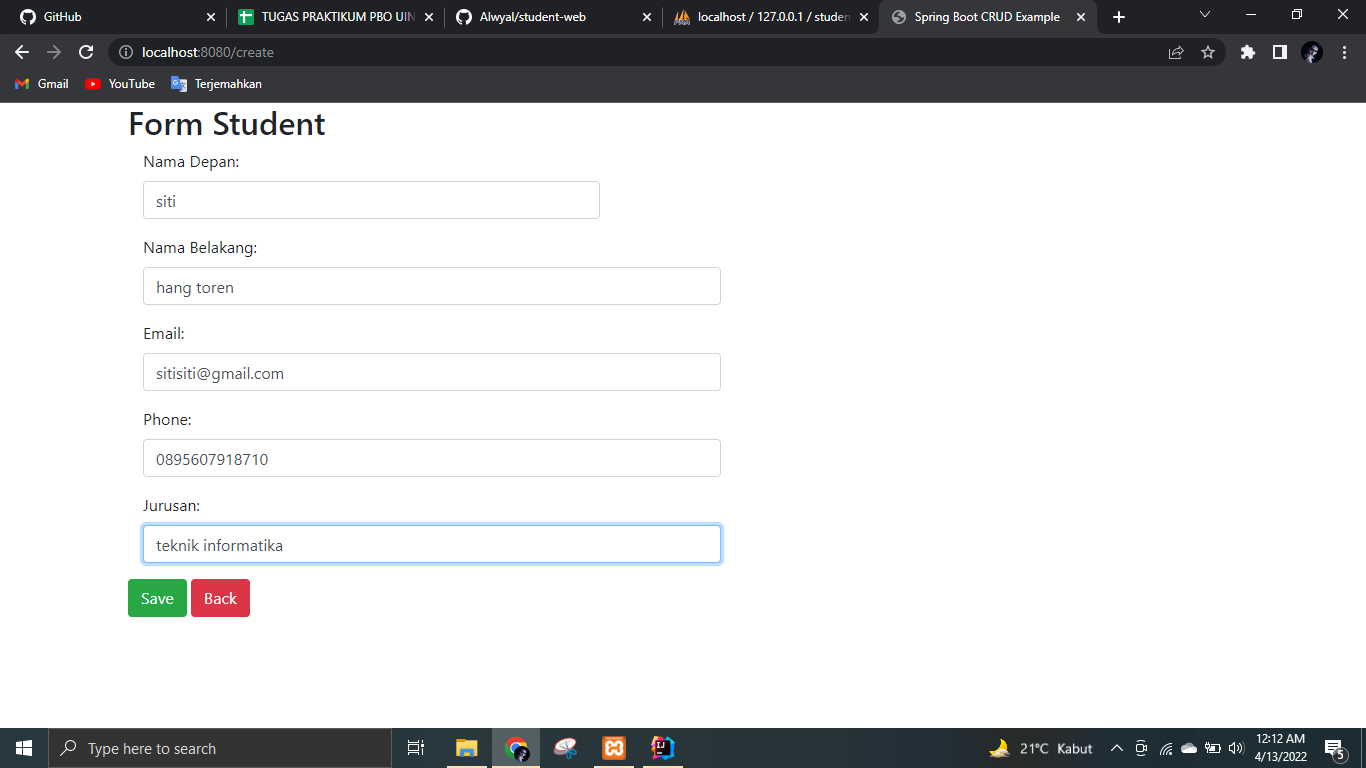 GitHub
TUGAS PRAKTIKUM PBO UIN
Alwyal/student-web
localhost / 127.0.0.1 / studen
Spring Boot CRUD Example
localhost:8080/create
Gmail YouTube Terjemahkan
Form Student
Nama Depan:
siti
Nama Belakang:
hang toren
Email:
sitisiti@gmail.com
Phone:
0895607918710
Jurusan:
teknik informatika
Save Back
Type here to search
21°C Kabut
12:12 AM
4/13/2022
5